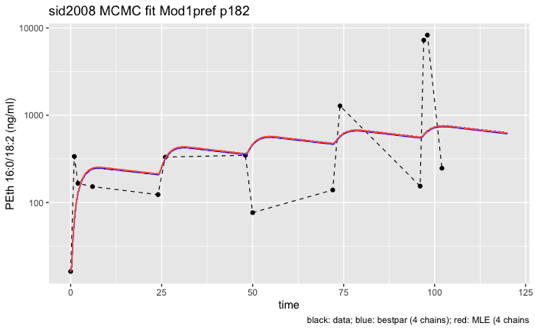 sid2008 MCMC fit Mod1pref p182
PEth 16:0/18:2 (ng/ml)
10000
1000
100
0
25
50
75
100
125
time
black: data; blue: bestpar (4 chains); red: MLE (4 chains